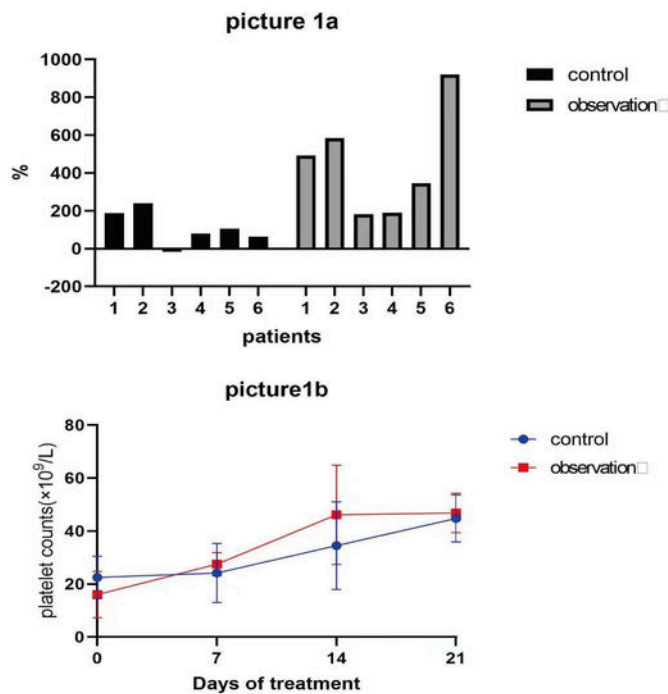 picture 1a
1000
800
600
400
200
0
-200
%
1 2 3 4 5 6 1 2 3 4 5 6
patients
control
observation□
picture1b
80
60
40
20
0
platelet counts(×10⁹/L)
0 7 14 21
Days of treatment
control
observation□